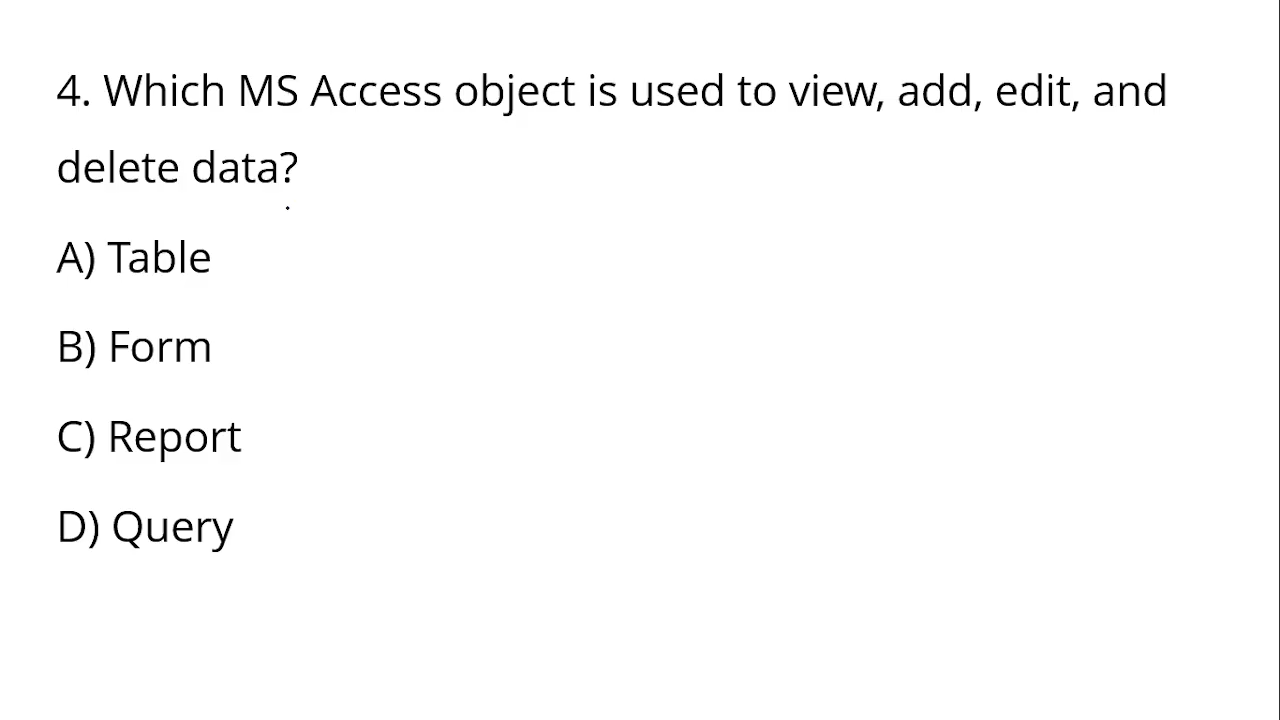 4. Which MS Access object is used to view, add, edit, and
delete data?
A) Table
B) Form
C) Report
D) Query